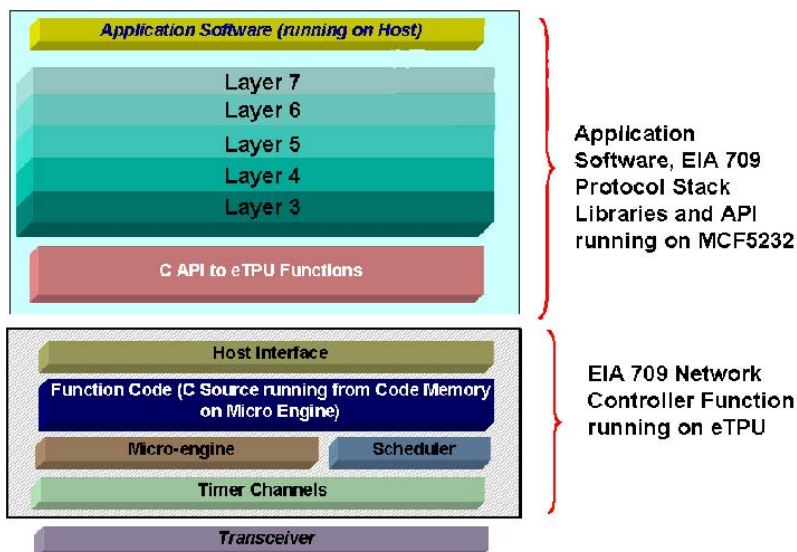 Application Software (running on Host)
Layer 7
Layer 6
Layer 5
Layer 4
Layer 3
C API to eTPU Functions
Application
Software, EIA 709
Protocol Stack
Libraries and API
running on MCF5232
Host Interface
Function Code (C Source running from Code Memory
on Micro Engine)
Micro-engine
Scheduler
Timer Channels
EIA 709 Network
Controller Function
running on eTPU
Transceiver